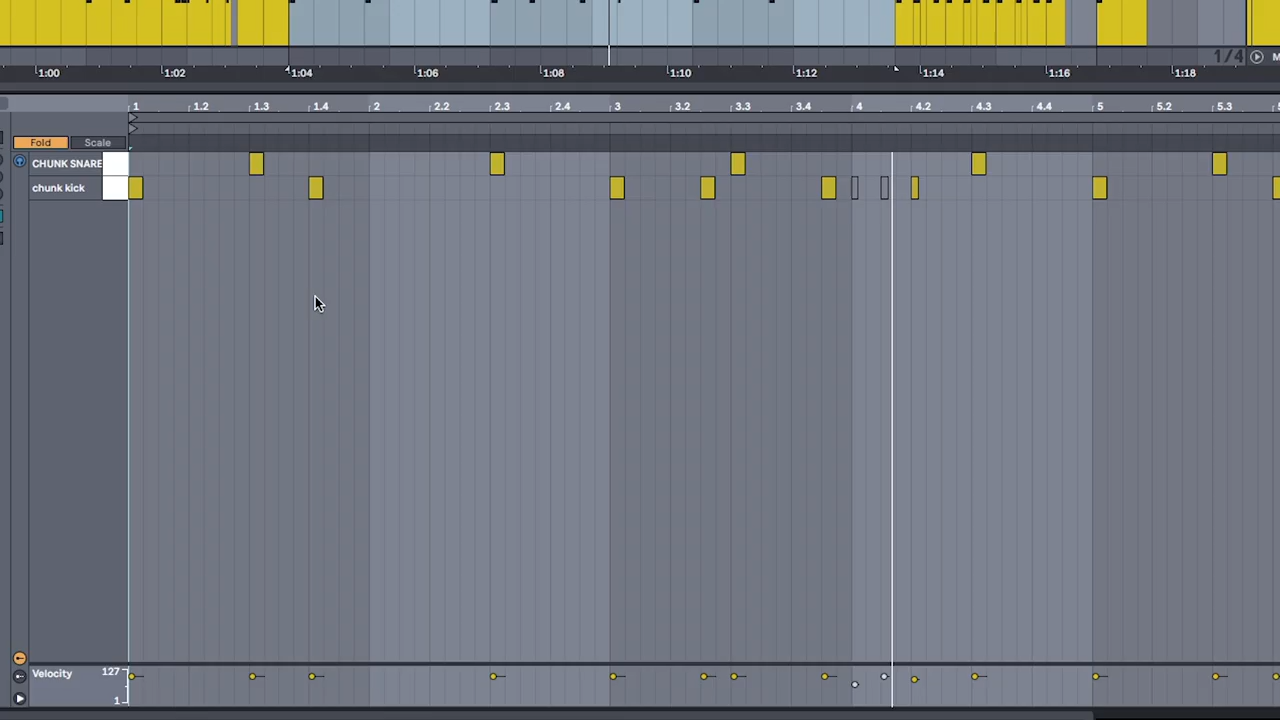 1/4 M
1:00 1:02 1:04 1:06 1:08 1:10 1:12 1:14 1:16 1:18
1 1.2 1.3 1.4 2 2.2 2.3 2.4 3 3.2 3.3 3.4 4 4.2 4.3 4.4 5 5.2 5.3
Fold Scale
CHUNK SNARE
chunk kick
Velocity 127
1